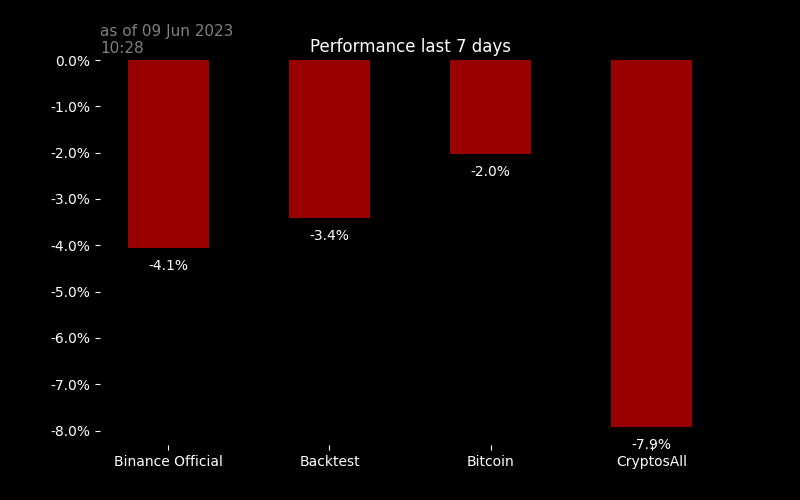 as of 09 Jun 2023
10:28
Performance last 7 days
0.0%
-1.0%
-2.0%
-3.0%
-4.0%
-5.0%
-6.0%
-7.0%
-8.0%
-4.1%
-3.4%
-2.0%
-7.9%
Binance Official
Backtest
Bitcoin
CryptosAll